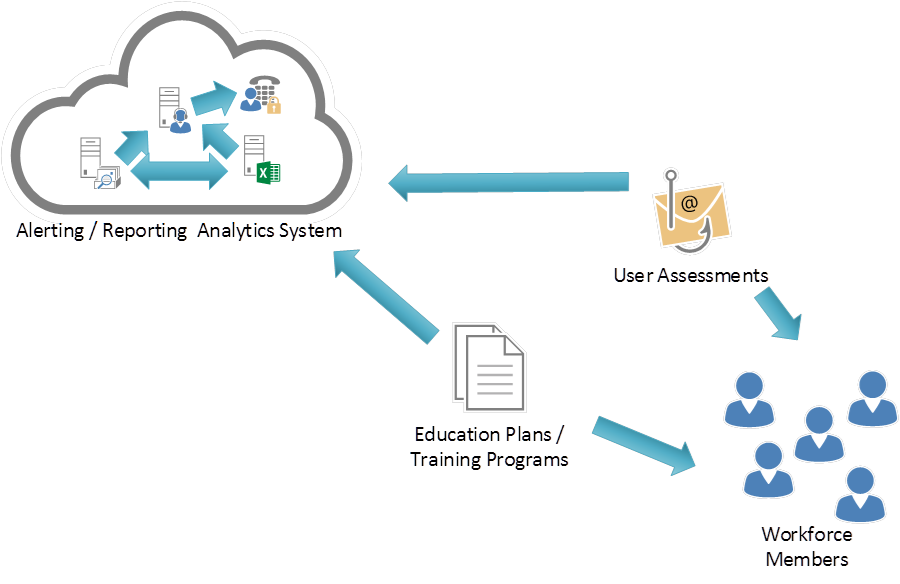 @
X
Alerting / Reporting Analytics System
User Assessments
Education Plans /
Training Programs
Workforce
Members